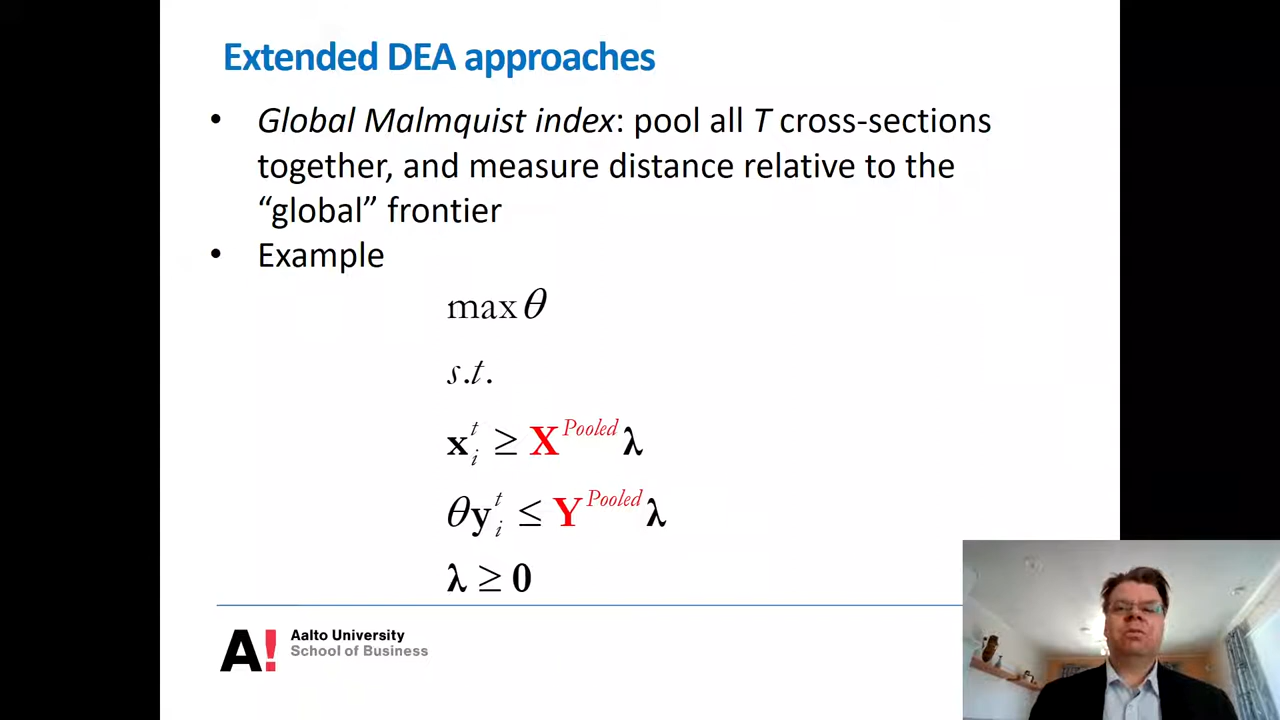 Extended DEA approaches
• Global Malmquist index: pool all T cross-sections
together, and measure distance relative to the
“global” frontier
• Example
max θ
s.t.
x_i^t ≥ X^Pooled λ
θy_i^t ≤ Y^Pooled λ
λ ≥ 0
A!
Aalto University
School of Business